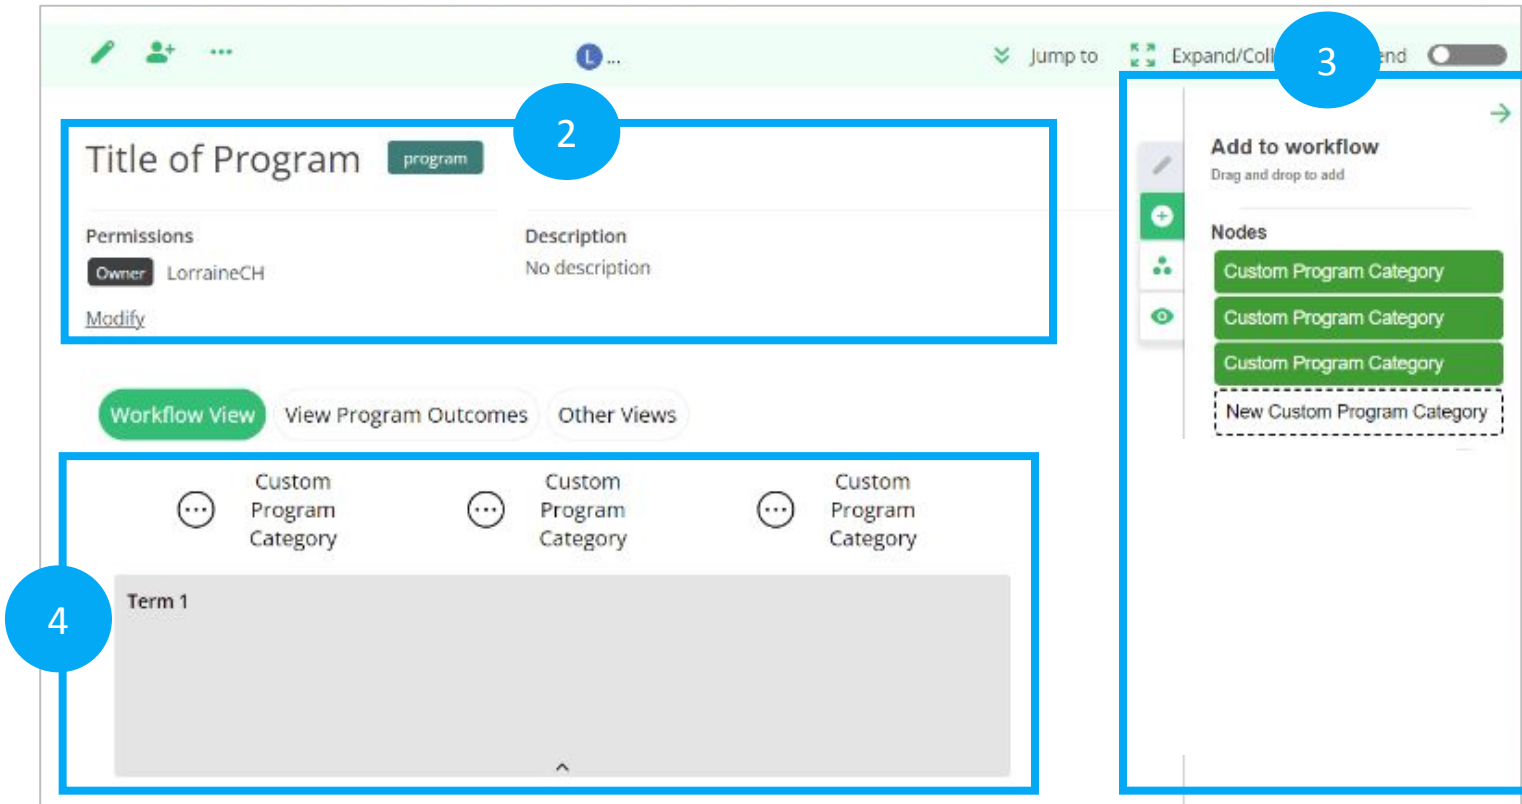 L ...
Jump to
Expand/Coll
end
3
2
Title of Program
program
Permissions
Owner LorraineCH
Modify
Description
No description
Add to workflow
Drag and drop to add
Nodes
Custom Program Category
Custom Program Category
Custom Program Category
New Custom Program Category
Workflow View
View Program Outcomes
Other Views
4
Custom
Program
Category
Custom
Program
Category
Custom
Program
Category
Term 1